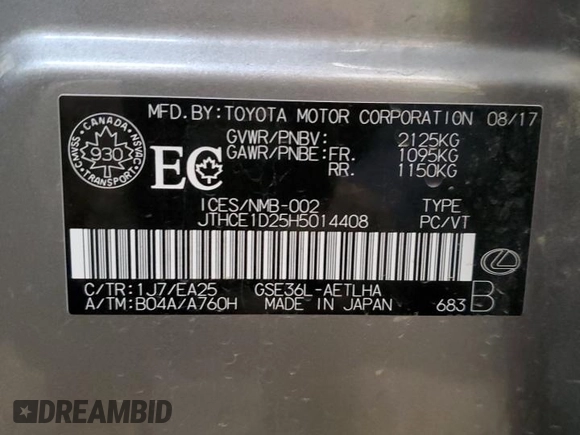 MFD. BY: TOYOTA MOTOR CORPORATION 08/17
GVWR/PNBV: 2125KG
GAWR/PNBE: FR. 1095KG
RR. 1150KG
CANADA
CMVSS NSVAC
930
TRANSPORT
EC
ICES/NMB-002 TYPE
JTHCE1D25H5014408 PC/VT
C/TR: 1J7/EA25 GSE36L-AETLHA
A/TM: B04A/A760H MADE IN JAPAN 683 B
DREAMBID